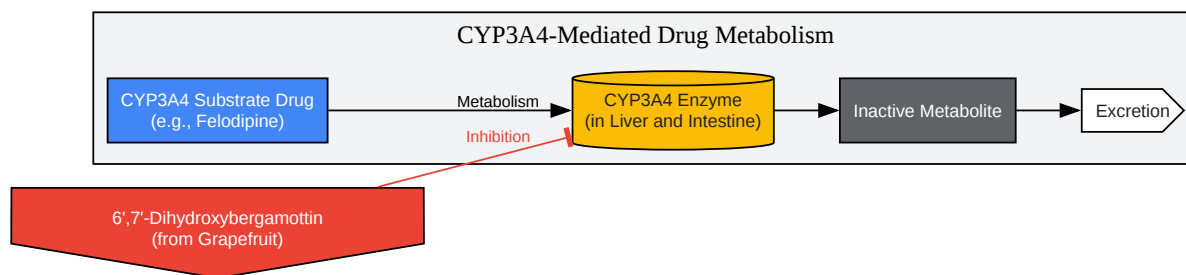 CYP3A4-Mediated Drug Metabolism
CYP3A4 Substrate Drug
(e.g., Felodipine)
Metabolism
CYP3A4 Enzyme
(in Liver and Intestine)
Inactive Metabolite
Excretion
Inhibition
6',7'-Dihydroxybergamottin
(from Grapefruit)